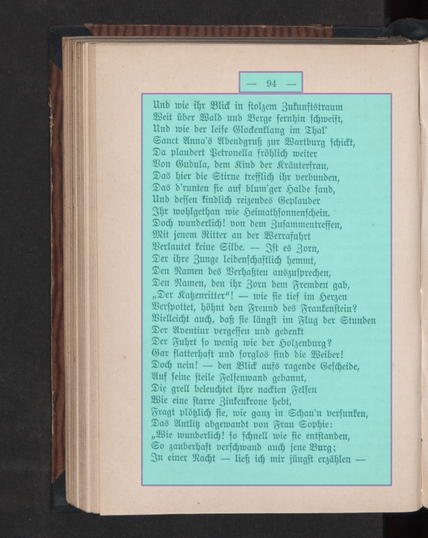 — 94 —
Und wie ihr Blick in stolzem Zukunftstraum
Weit über Wald und Berge fernhin schweift,
Und wie der leise Glockenklang im Thal'
Sanct Anna's Abendgruß zur Wartburg schickt,
Da plaudert Petronella fröhlich weiter
Von Gudula, dem Kind der Kräuterfrau,
Das hier die Stirne trefflich ihr verbunden,
Das d'runten sie auf blum'ger Halde fand,
Und dessen kindlich reizendes Geplauder
Ihr wohlgethan wie Heimathsonnenschein.
Doch wunderlich! von dem Zusammentreffen,
Mit jenem Ritter an der Werrafuhrt
Verlautet keine Silbe. — Ist es Zorn,
Der ihre Zunge leidenschaftlich hemmt,
Den Namen des Verhaßten auszusprechen,
Den Namen, den ihr Zorn dem Fremden gab,
„Der Katzenritter“! — wie sie tief im Herzen
Verspottet, höhnt den Freund des Frankenstein?
Vielleicht auch, daß sie längst im Flug der Stunden
Der Aventiur vergessen und gedenkt
Der Fuhrt so wenig wie der Holzenburg?
Gar flatterhaft und sorglos sind die Weiber!
Doch nein! — den Blick aufs ragende Gescheide,
Auf seine steile Felsenwand gebannt,
Die grell beleuchtet ihre nackten Felsen
Wie eine starre Zinkenkrone hebt,
Fragt plötzlich sie, wie ganz in Schau'n versunken,
Das Antlitz abgewandt von Frau Sophie:
„Wie wunderlich! so schnell wie sie entstanden,
So zauberhaft verschwand auch jene Burg;
In einer Nacht — ließ ich mir jüngst erzählen —